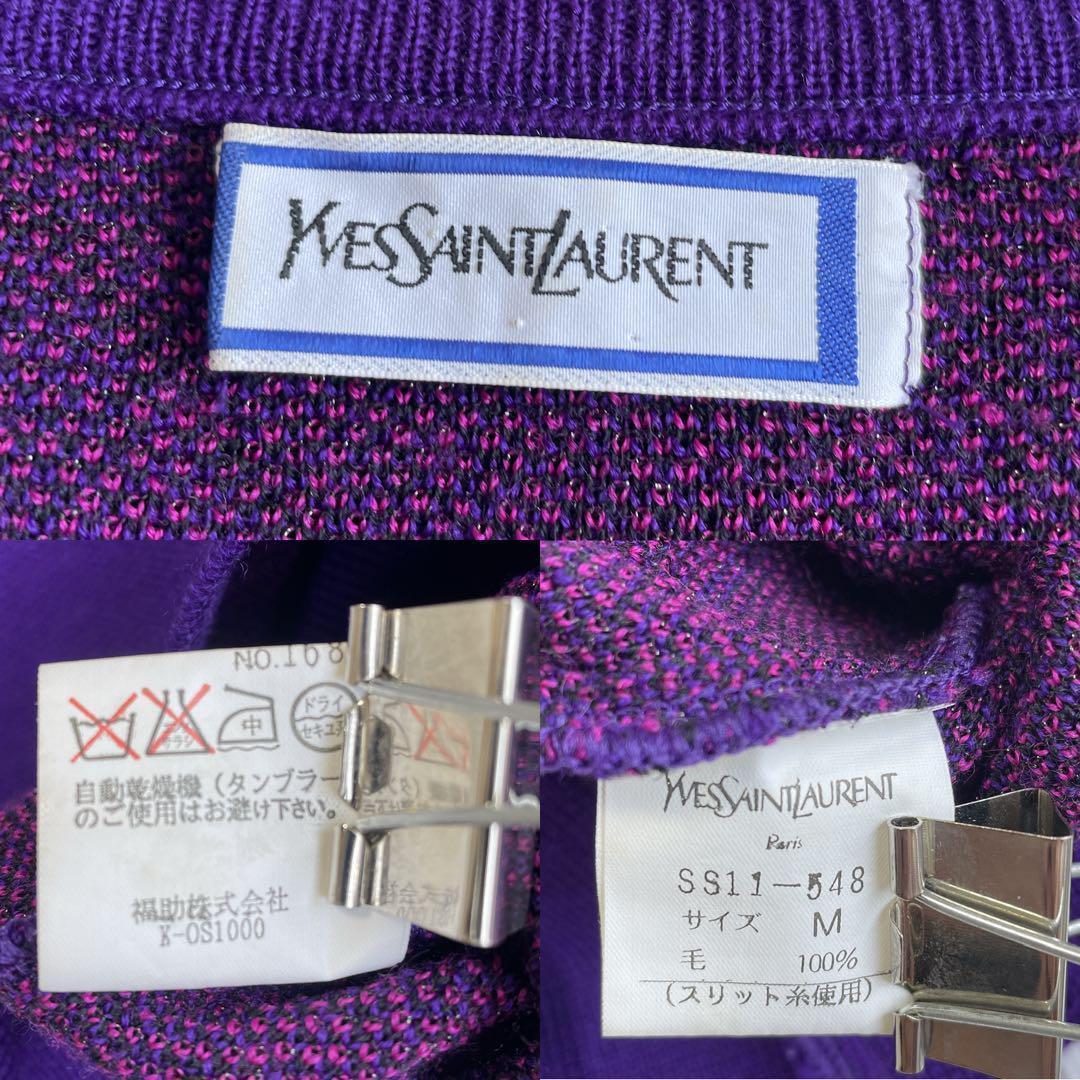 YVESSAINTLAURENT
NO.168
中
ドライ
セキユ系
自動乾燥機（タンブラー
のご使用はお避け下さい。
福助株式会社
K-OS1000
YVESSAINTLAURENT
Paris
SS11-548
サイズ M
毛 100%
（スリット糸使用）